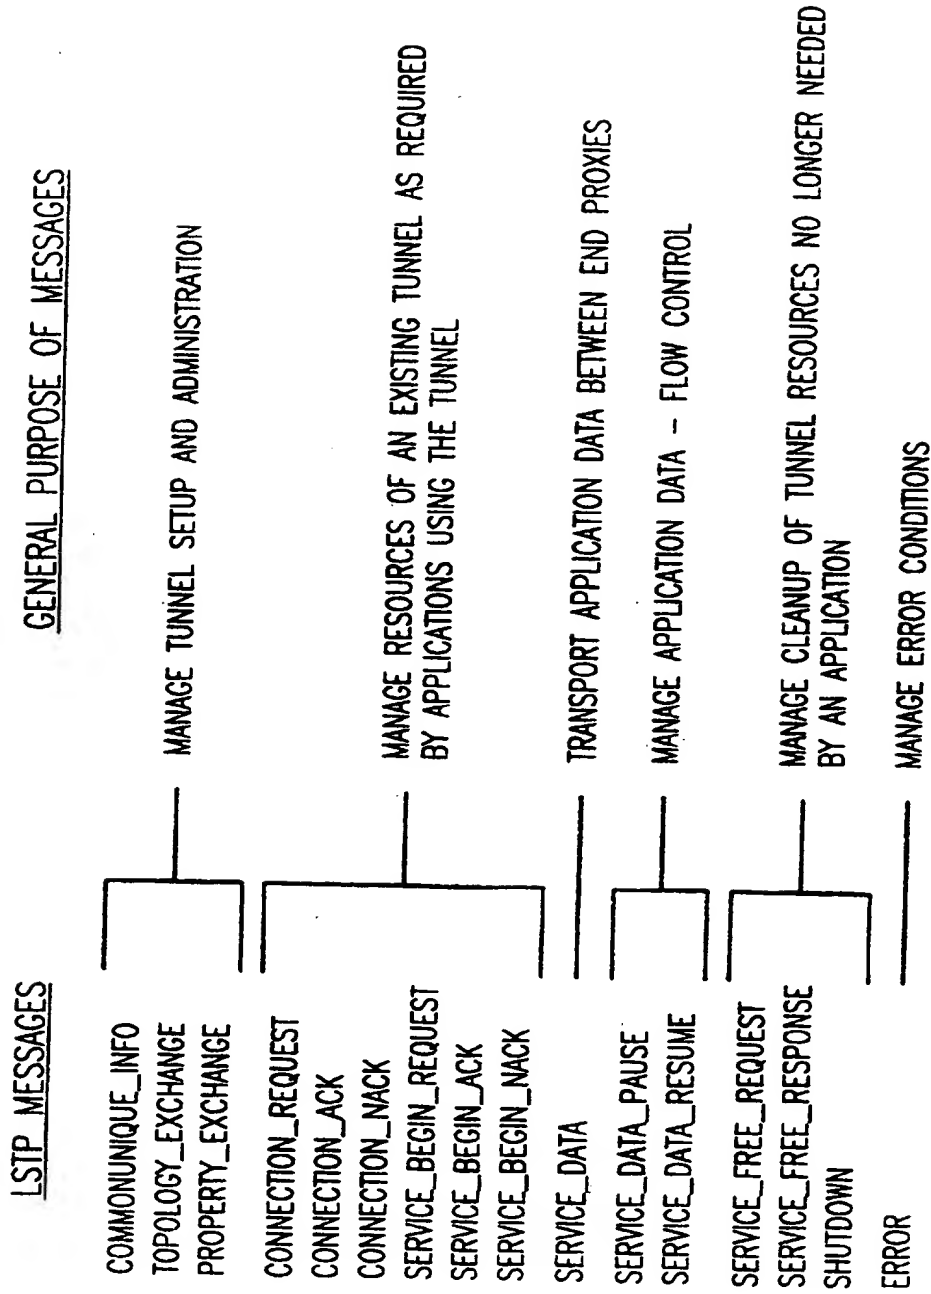 LSTP MESSAGES
GENERAL PURPOSE OF MESSAGES
COMMONUNIQUE_INFO
TOPOLOGY_EXCHANGE
PROPERTY_EXCHANGE
MANAGE TUNNEL SETUP AND ADMINISTRATION
CONNECTION_REQUEST
CONNECTION_ACK
CONNECTION_NACK
SERVICE_BEGIN_REQUEST
SERVICE_BEGIN_ACK
SERVICE_BEGIN_NACK
MANAGE RESOURCES OF AN EXISTING TUNNEL AS REQUIRED
BY APPLICATIONS USING THE TUNNEL
SERVICE_DATA
TRANSPORT APPLICATION DATA BETWEEN END PROXIES
SERVICE_DATA_PAUSE
SERVICE_DATA_RESUME
MANAGE APPLICATION DATA – FLOW CONTROL
SERVICE_FREE_REQUEST
SERVICE_FREE_RESPONSE
SHUTDOWN
MANAGE CLEANUP OF TUNNEL RESOURCES NO LONGER NEEDED
BY AN APPLICATION
ERROR
MANAGE ERROR CONDITIONS